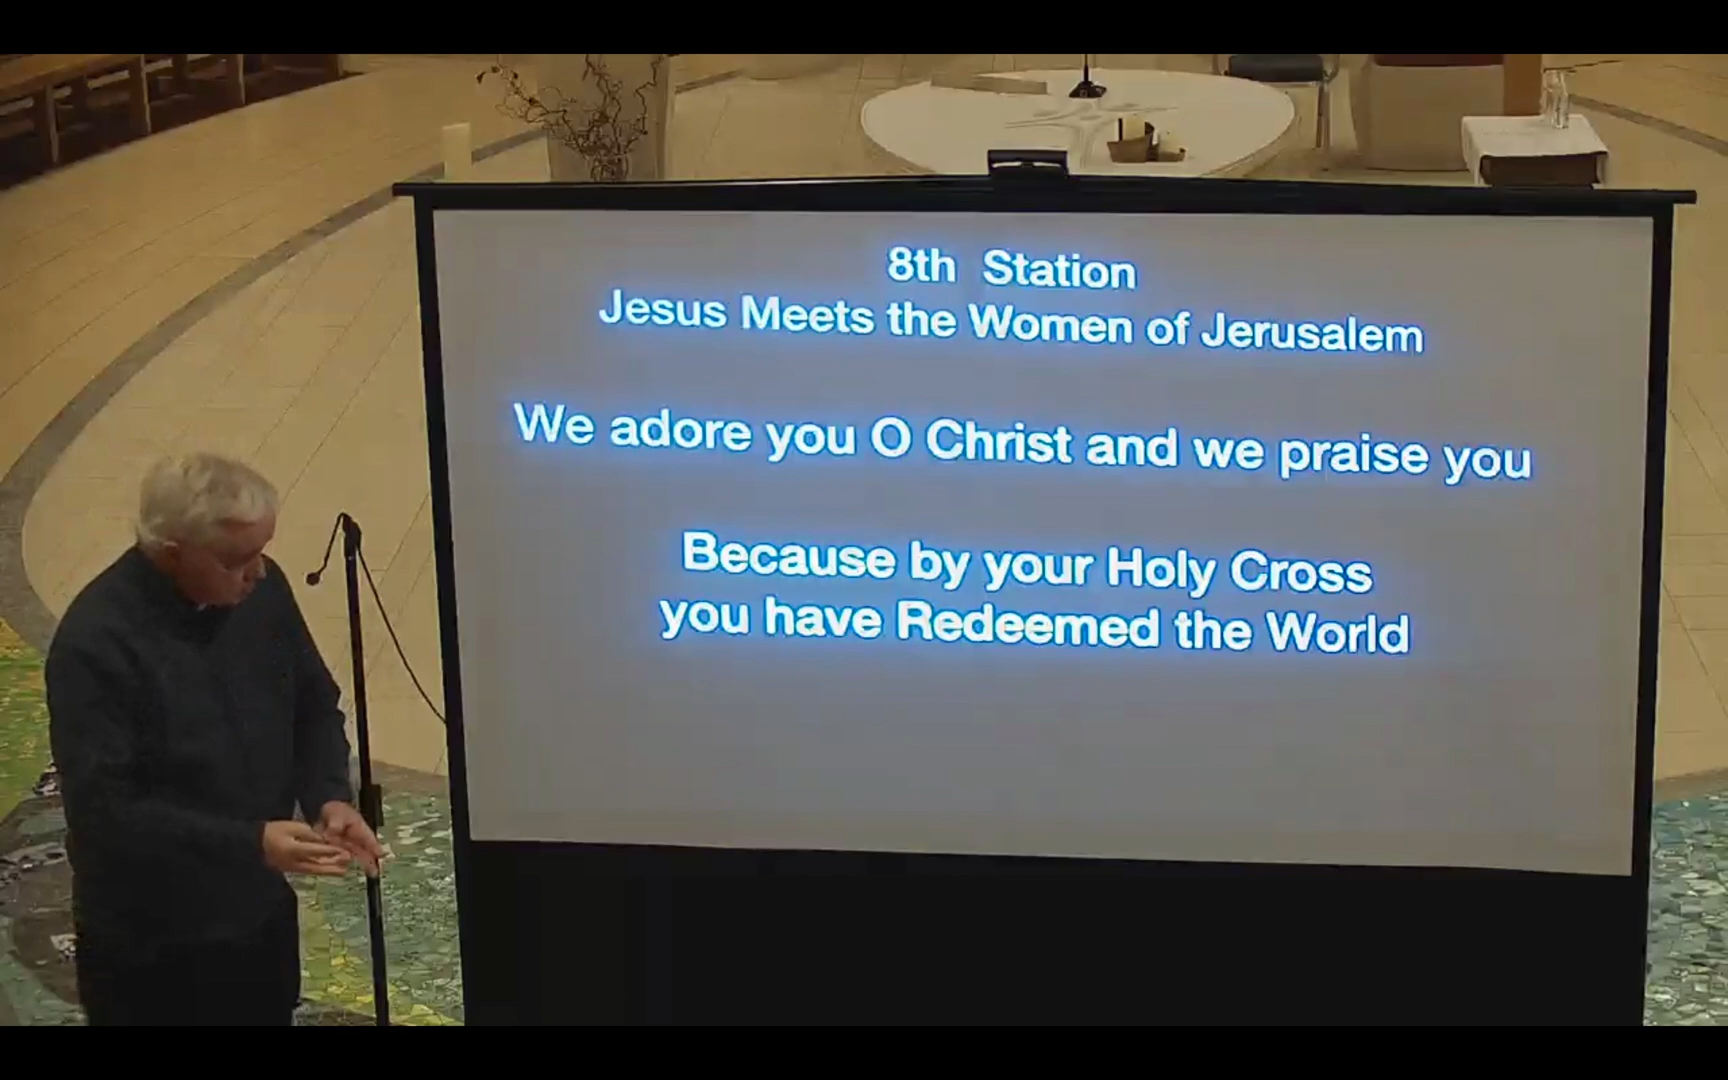 8th Station
Jesus Meets the Women of Jerusalem
We adore you O Christ and we praise you
Because by your Holy Cross
you have Redeemed the World